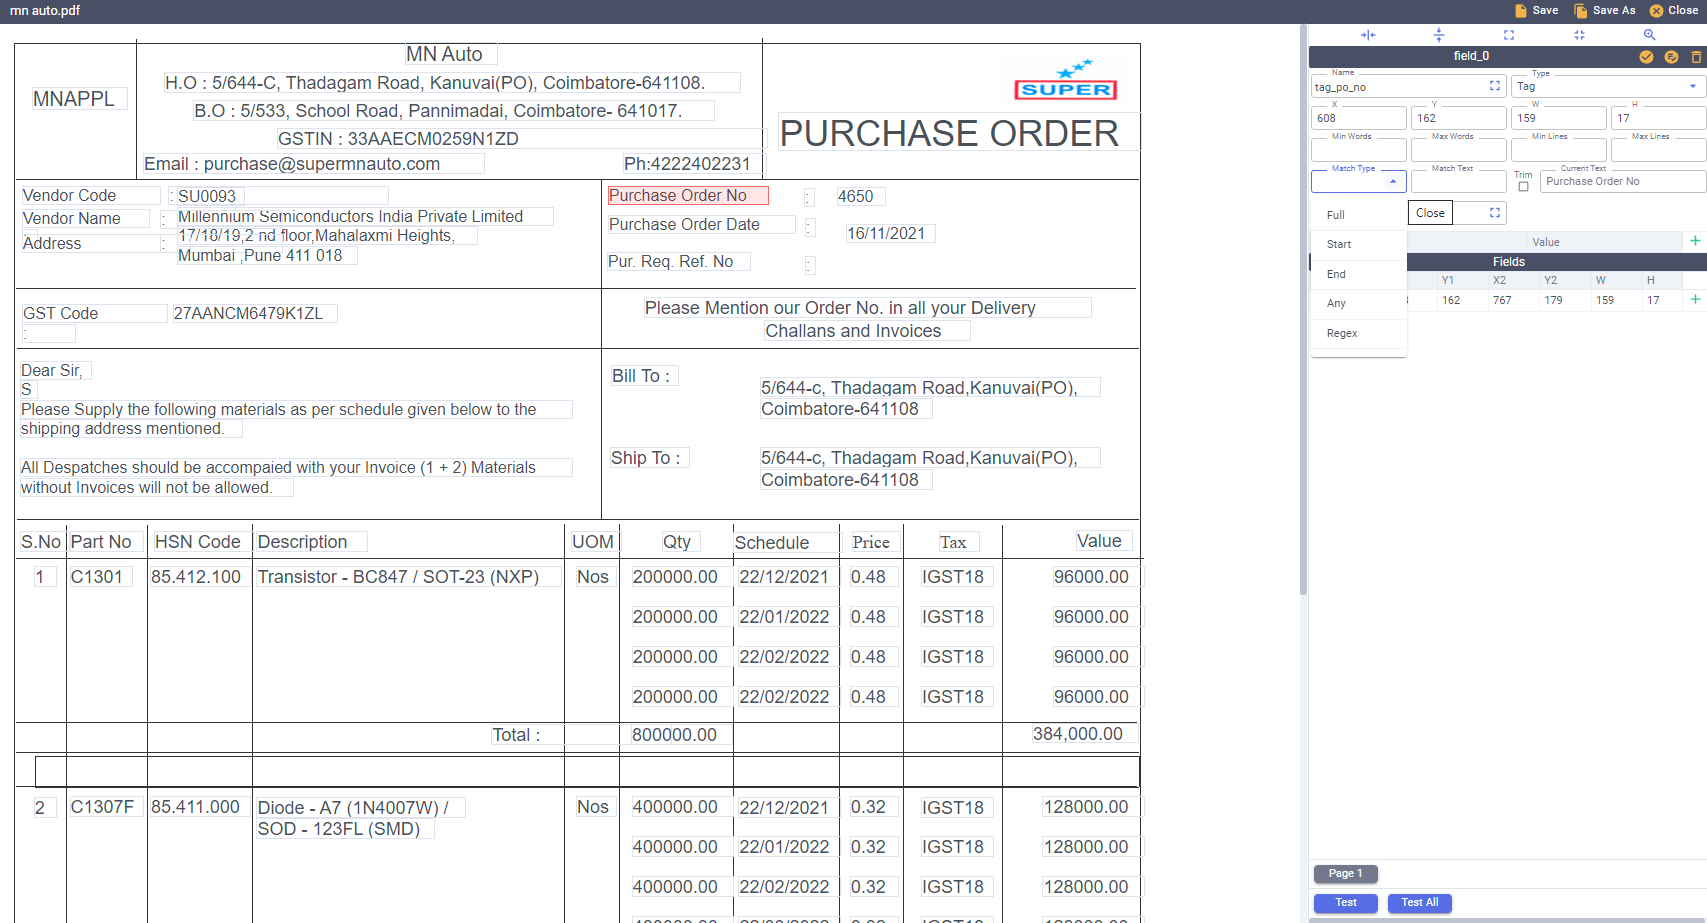 mn auto.pdf
Save Save As Close
MN Auto
MNAPPL
H.O : 5/644-C, Thadagam Road, Kanuvai(PO), Coimbatore-641108.
B.O : 5/533, School Road, Pannimadai, Coimbatore- 641017.
GSTIN : 33AAECM0259N1ZD
Email : purchase@supermnauto.com Ph:4222402231
SUPER
PURCHASE ORDER
Vendor Code : SU0093
Vendor Name : Millennium Semiconductors India Private Limited
Address : 17/18/19,2 nd floor,Mahalaxmi Heights,
Mumbai ,Pune 411 018
Purchase Order No : 4650
Purchase Order Date : 16/11/2021
Pur. Req. Ref. No :
GST Code 27AANCM6479K1ZL
:
Please Mention our Order No. in all your Delivery
Challans and Invoices
Dear Sir,
S
Please Supply the following materials as per schedule given below to the
shipping address mentioned.
All Despatches should be accompaied with your Invoice (1 + 2) Materials
without Invoices will not be allowed.
Bill To :
5/644-c, Thadagam Road,Kanuvai(PO),
Coimbatore-641108
Ship To :
5/644-c, Thadagam Road,Kanuvai(PO),
Coimbatore-641108
S.No Part No HSN Code Description UOM Qty Schedule Price Tax Value
1 C1301 85.412.100 Transistor - BC847 / SOT-23 (NXP) Nos 200000.00 22/12/2021 0.48 IGST18 96000.00
200000.00 22/01/2022 0.48 IGST18 96000.00
200000.00 22/02/2022 0.48 IGST18 96000.00
200000.00 22/02/2022 0.48 IGST18 96000.00
Total : 800000.00 384,000.00
2 C1307F 85.411.000 Diode - A7 (1N4007W) / Nos 400000.00 22/12/2021 0.32 IGST18 128000.00
SOD - 123FL (SMD)
400000.00 22/01/2022 0.32 IGST18 128000.00
400000.00 22/02/2022 0.32 IGST18 128000.00
field_0
Name Type
tag_po_no Tag
X Y W H
608 162 159 17
Min Words Max Words Min Lines Max Lines
Match Type Match Text Trim Current Text
Purchase Order No
Full
Start
End
Any
Regex
Close
Value
Fields
Y1 X2 Y2 W H
162 767 179 159 17
Page 1
Test Test All